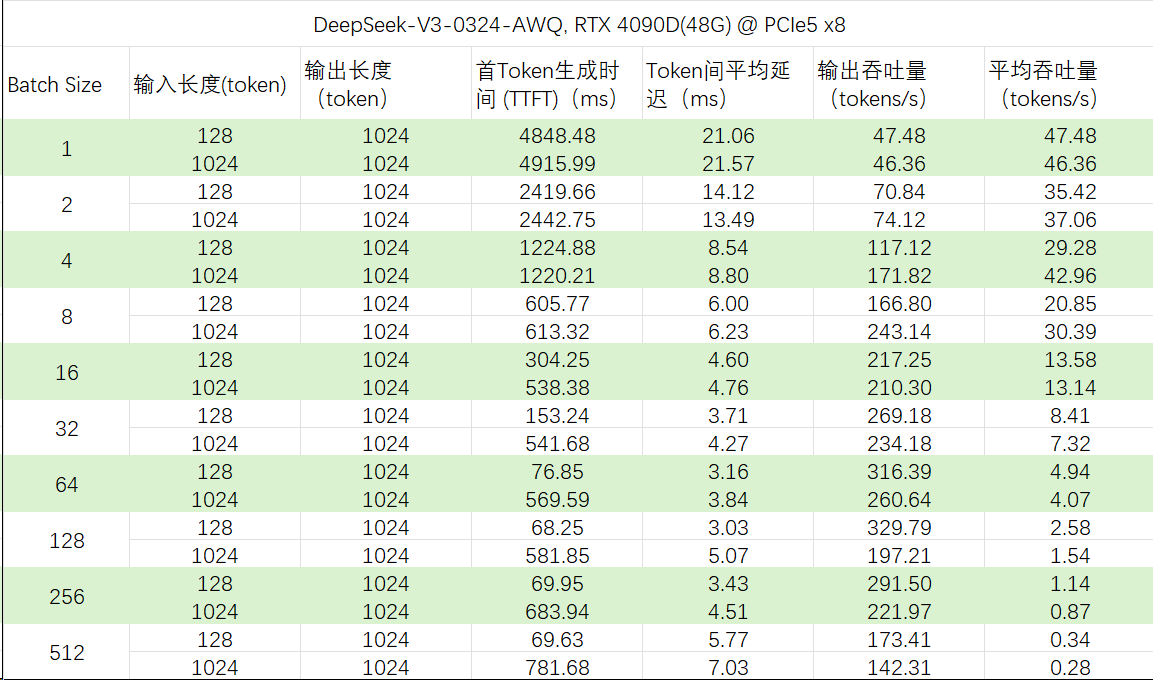 DeepSeek-V3-0324-AWQ, RTX 4090D(48G) @ PCIe5 x8
Batch Size 输入长度(token) 输出长度（token） 首Token生成时间 (TTFT)（ms） Token间平均延迟（ms） 输出吞吐量（tokens/s） 平均吞吐量（tokens/s）
1 128 1024 4848.48 21.06 47.48 47.48
1024 1024 4915.99 21.57 46.36 46.36
2 128 1024 2419.66 14.12 70.84 35.42
1024 1024 2442.75 13.49 74.12 37.06
4 128 1024 1224.88 8.54 117.12 29.28
1024 1024 1220.21 8.80 171.82 42.96
8 128 1024 605.77 6.00 166.80 20.85
1024 1024 613.32 6.23 243.14 30.39
16 128 1024 304.25 4.60 217.25 13.58
1024 1024 538.38 4.76 210.30 13.14
32 128 1024 153.24 3.71 269.18 8.41
1024 1024 541.68 4.27 234.18 7.32
64 128 1024 76.85 3.16 316.39 4.94
1024 1024 569.59 3.84 260.64 4.07
128 128 1024 68.25 3.03 329.79 2.58
1024 1024 581.85 5.07 197.21 1.54
256 128 1024 69.95 3.43 291.50 1.14
1024 1024 683.94 4.51 221.97 0.87
512 128 1024 69.63 5.77 173.41 0.34
1024 1024 781.68 7.03 142.31 0.28